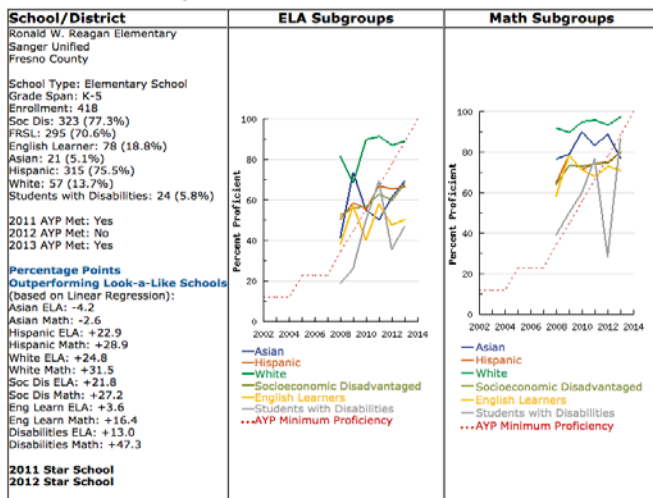 School/District
Ronald W. Reagan Elementary
Sanger Unified
Fresno County
School Type: Elementary School
Grade Span: K-5
Enrollment: 418
Soc Dis: 323 (77.3%)
FRSL: 295 (70.6%)
English Learner: 78 (18.8%)
Asian: 21 (5.1%)
Hispanic: 315 (75.5%)
White: 57 (13.7%)
Students with Disabilities: 24 (5.8%)
2011 AYP Met: Yes
2012 AYP Met: No
2013 AYP Met: Yes
Percentage Points
Outperforming Look-a-Like Schools
(based on Linear Regression):
Asian ELA: -4.2
Asian Math: -2.6
Hispanic ELA: +22.9
Hispanic Math: +28.9
White ELA: +24.8
White Math: +31.5
Soc Dis ELA: +21.8
Soc Dis Math: +27.2
Eng Learn ELA: +3.6
Eng Learn Math: +16.4
Disabilities ELA: +13.0
Disabilities Math: +47.3
2011 Star School
2012 Star School
ELA Subgroups
Percent Proficient
100
80
60
40
20
0
2002 2004 2006 2008 2010 2012 2014
Asian
Hispanic
White
Socioeconomic Disadvantaged
English Learners
Students with Disabilities
AYP Minimum Proficiency
Math Subgroups
Percent Proficient
100
80
60
40
20
0
2002 2004 2006 2008 2010 2012 2014
Asian
Hispanic
White
Socioeconomic Disadvantaged
English Learners
Students with Disabilities
AYP Minimum Proficiency